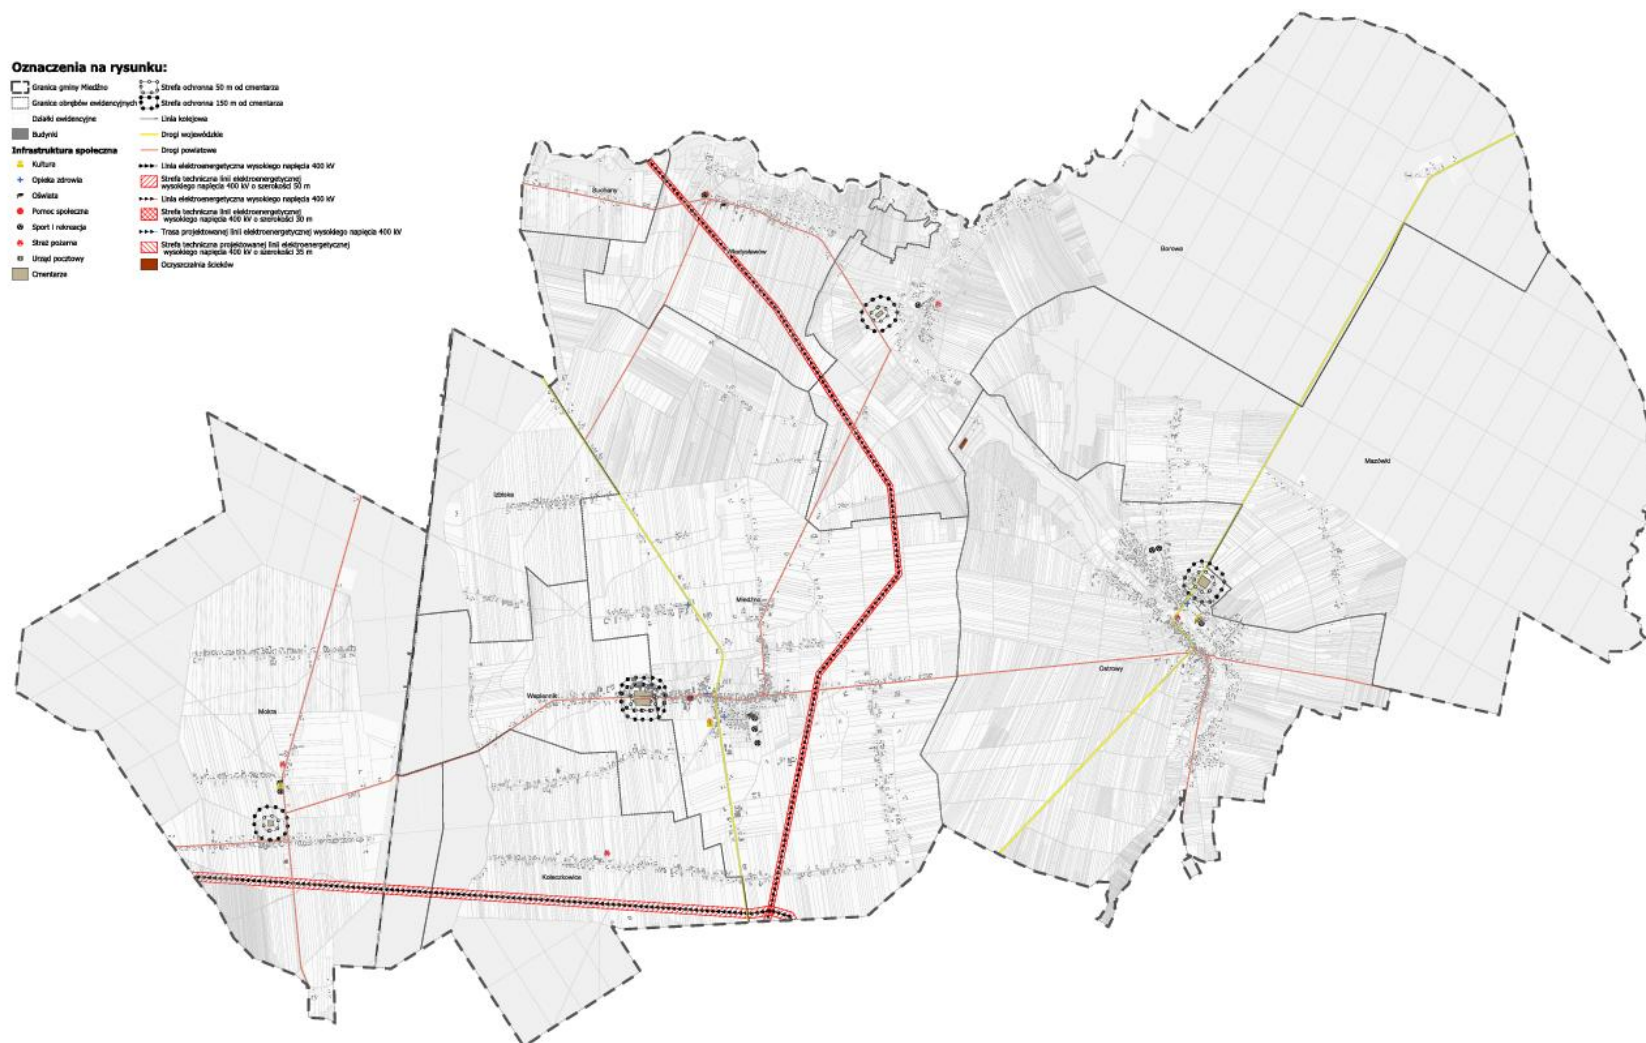 Oznaczenia na rysunku:
Granica gminy Miedźno
Granice obrębów ewidencyjnych
Działki ewidencyjne
Budynki
Infrastruktura społeczna
Kultura
Opieka zdrowia
Oświata
Pomoc społeczna
Sport i rekreacja
Straż pożarna
Urząd pocztowy
Cmentarze
Strefa ochronna 50 m od cmentarza
Strefa ochronna 150 m od cmentarza
Linia kolejowa
Drogi wojewódzkie
Drogi powiatowe
Linia elektroenergetyczna wysokiego napięcia 400 kV
Strefa techniczna linii elektroenergetycznej
wysokiego napięcia 400 kV o szerokości 50 m
Linia elektroenergetyczna wysokiego napięcia 400 kV
Strefa techniczna linii elektroenergetycznej
wysokiego napięcia 400 kV o szerokości 30 m
Trasa projektowanej linii elektroenergetycznej wysokiego napięcia 400 kV
Strefa techniczna projektowanej linii elektroenergetycznej
wysokiego napięcia 400 kV o szerokości 35 m
Oczyszczalnia ścieków
Buchany
Władysławów
Borowa
Mazówki
Izbiska
Miedźno
Ostrowy
Wapiennik
Mokra
Kołaczkowice